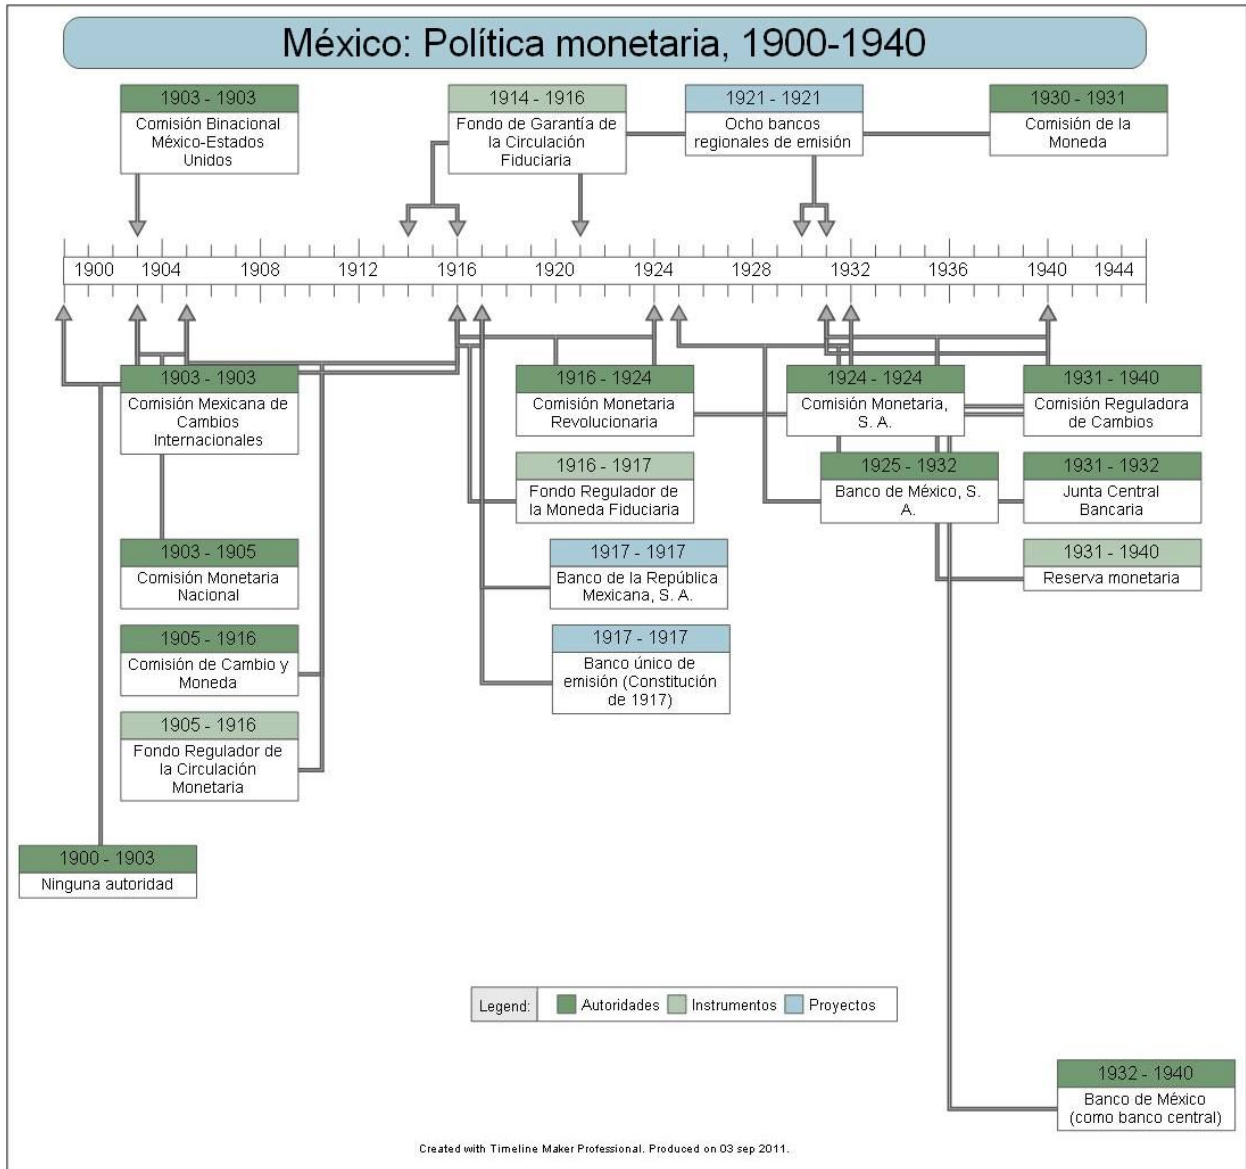 México: Política monetaria, 1900-1940
1903 - 1903
Comisión Binacional
México-Estados
Unidos
1914 - 1916
Fondo de Garantía de
la Circulación
Fiduciaria
1921 - 1921
Ocho bancos
regionales de emisión
1930 - 1931
Comisión de la
Moneda
1900 1904 1908 1912 1916 1920 1924 1928 1932 1936 1940 1944
1903 - 1903
Comisión Mexicana de
Cambios
Internacionales
1916 - 1924
Comisión Monetaria
Revolucionaria
1924 - 1924
Comisión Monetaria,
S. A.
1931 - 1940
Comisión Reguladora
de Cambios
1916 - 1917
Fondo Regulador de
la Moneda Fiduciaria
1925 - 1932
Banco de México, S.
A.
1931 - 1932
Junta Central
Bancaria
1903 - 1905
Comisión Monetaria
Nacional
1917 - 1917
Banco de la República
Mexicana, S. A.
1931 - 1940
Reserva monetaria
1905 - 1916
Comisión de Cambio y
Moneda
1917 - 1917
Banco único de
emisión (Constitución
de 1917)
1905 - 1916
Fondo Regulador de
la Circulación
Monetaria
1900 - 1903
Ninguna autoridad
Legend: Autoridades Instrumentos Proyectos
1932 - 1940
Banco de México
(como banco central)
Created with Timeline Maker Professional. Produced on 03 sep 2011.